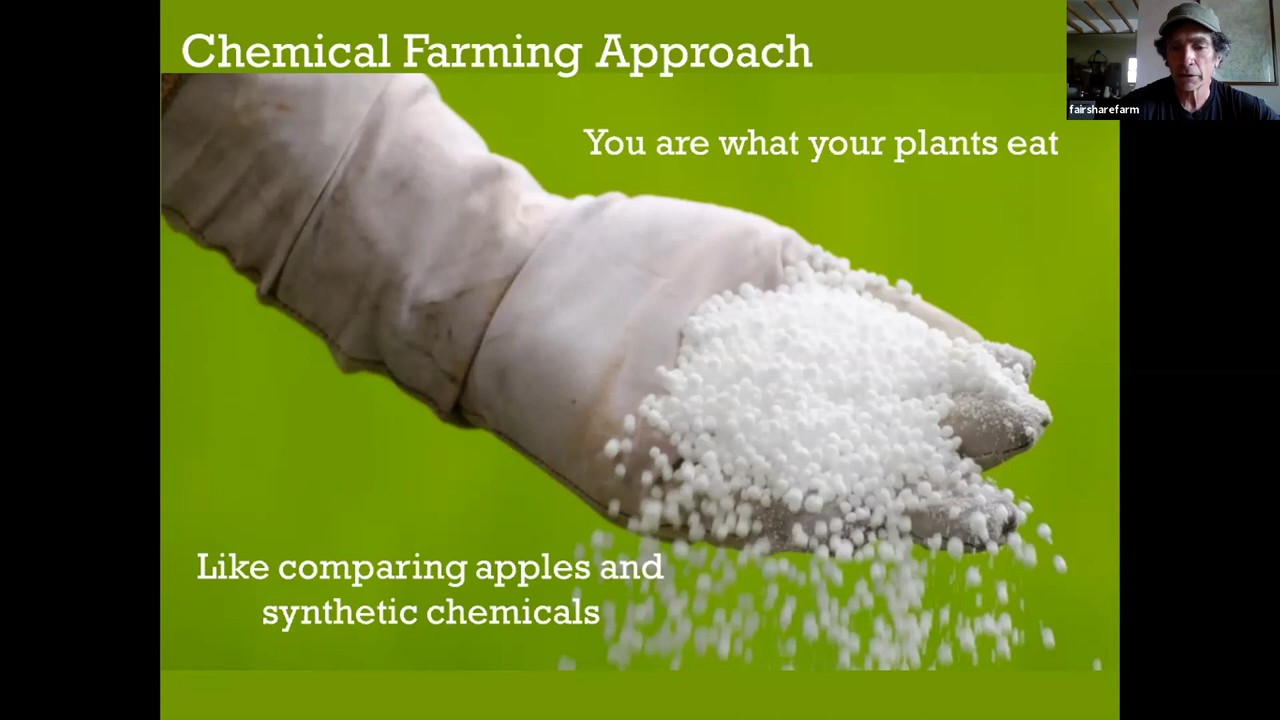 Chemical Farming Approach
fairsharefarm
You are what your plants eat
Like comparing apples and
synthetic chemicals